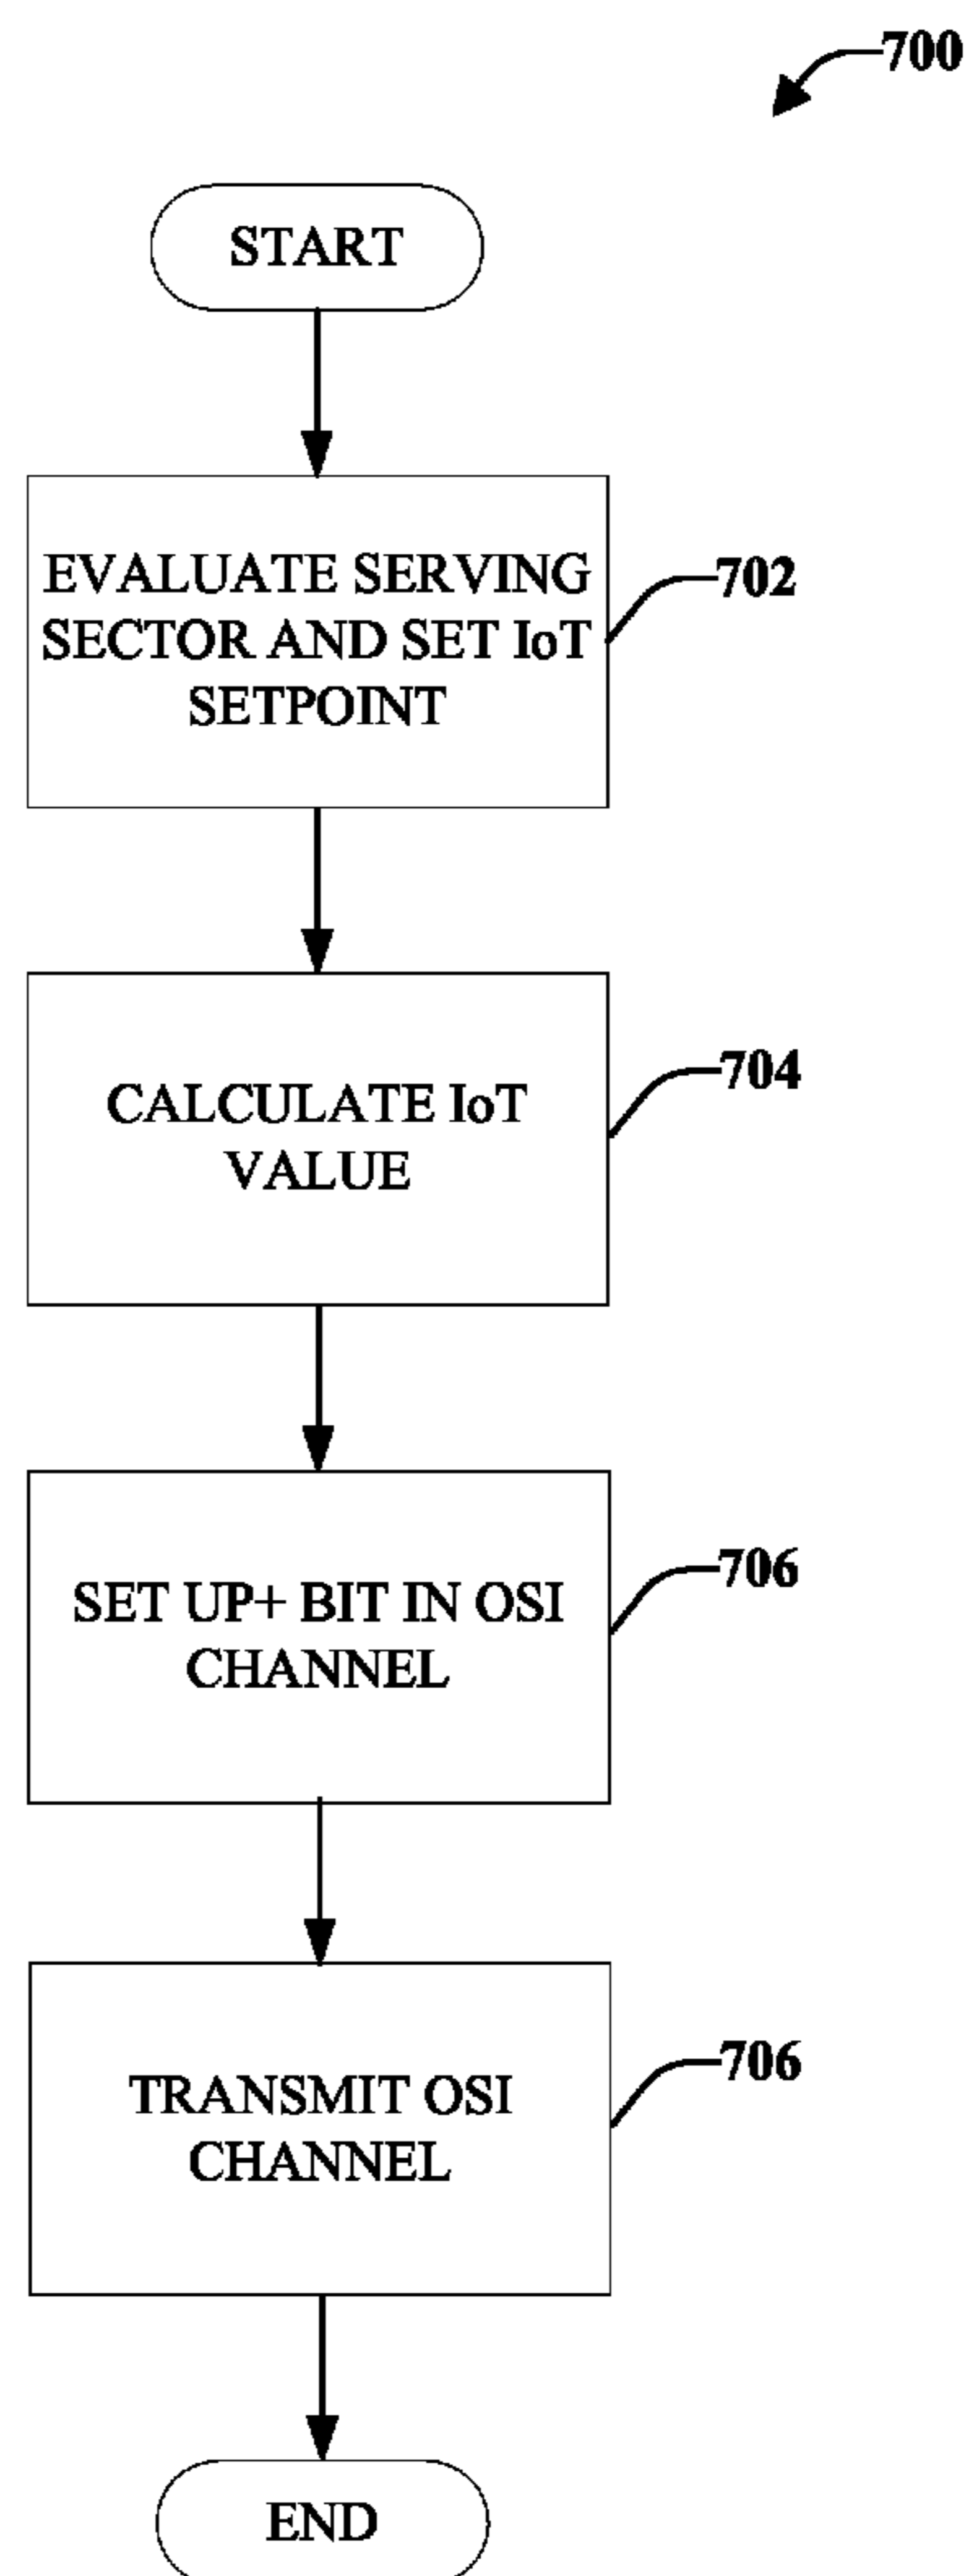 700
START
EVALUATE SERVING
SECTOR AND SET IoT
SETPOINT
702
CALCULATE IoT
VALUE
704
SET UP+ BIT IN OSI
CHANNEL
706
TRANSMIT OSI
CHANNEL
706
END